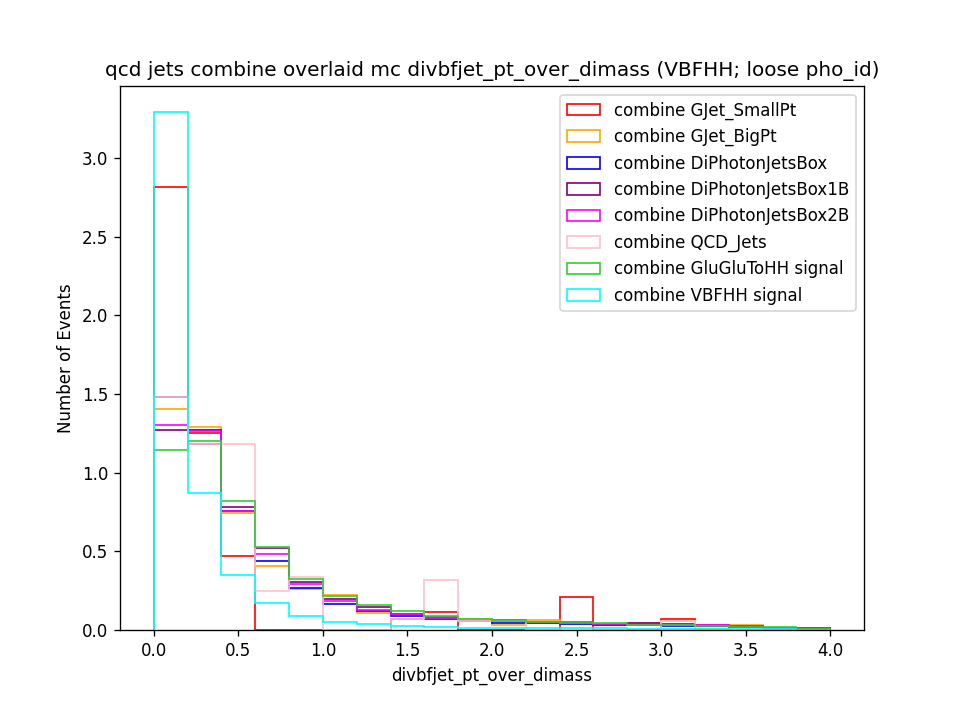 qcd jets combine overlaid mc divbfjet_pt_over_dimass (VBFHH; loose pho_id)
combine GJet_SmallPt
combine GJet_BigPt
combine DiPhotonJetsBox
combine DiPhotonJetsBox1B
combine DiPhotonJetsBox2B
combine QCD_Jets
combine GluGluToHH signal
combine VBFHH signal
Number of Events
3.0
2.5
2.0
1.5
1.0
0.5
0.0
0.0 0.5 1.0 1.5 2.0 2.5 3.0 3.5 4.0
divbfjet_pt_over_dimass